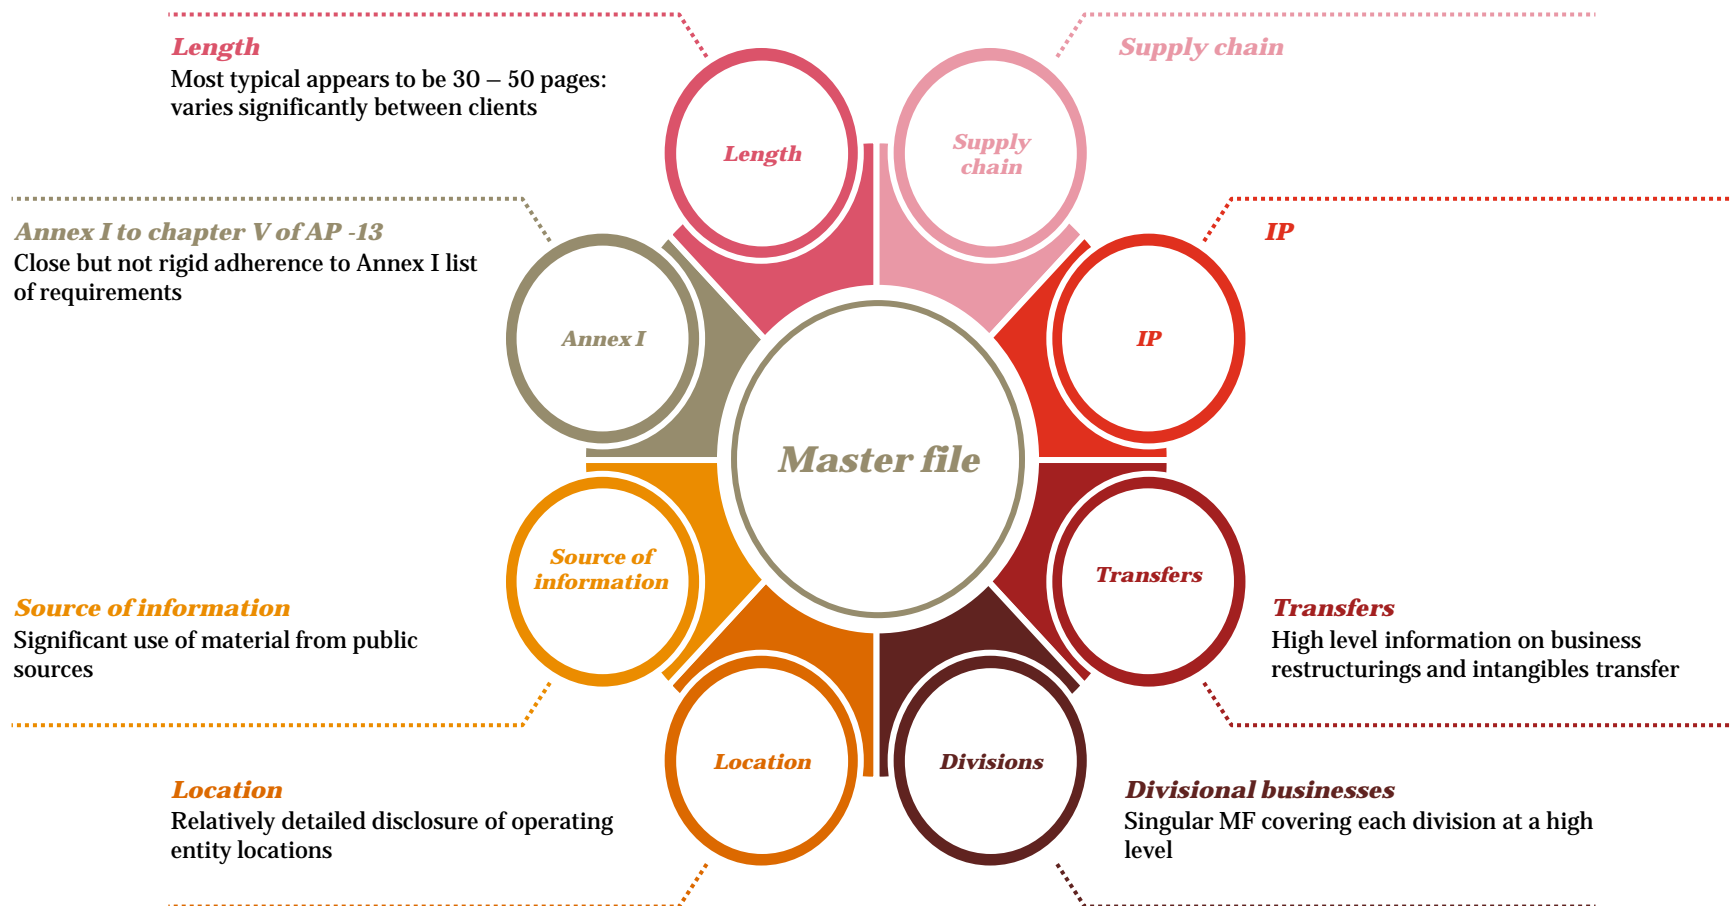 Length
Most typical appears to be 30 – 50 pages:
varies significantly between clients
Supply chain
Length
Supply
chain
Annex I to chapter V of AP -13
Close but not rigid adherence to Annex I list
of requirements
IP
Annex I
IP
Master file
Source of
information
Transfers
Source of information
Significant use of material from public
sources
Transfers
High level information on business
restructurings and intangibles transfer
Location
Divisions
Location
Relatively detailed disclosure of operating
entity locations
Divisional businesses
Singular MF covering each division at a high
level